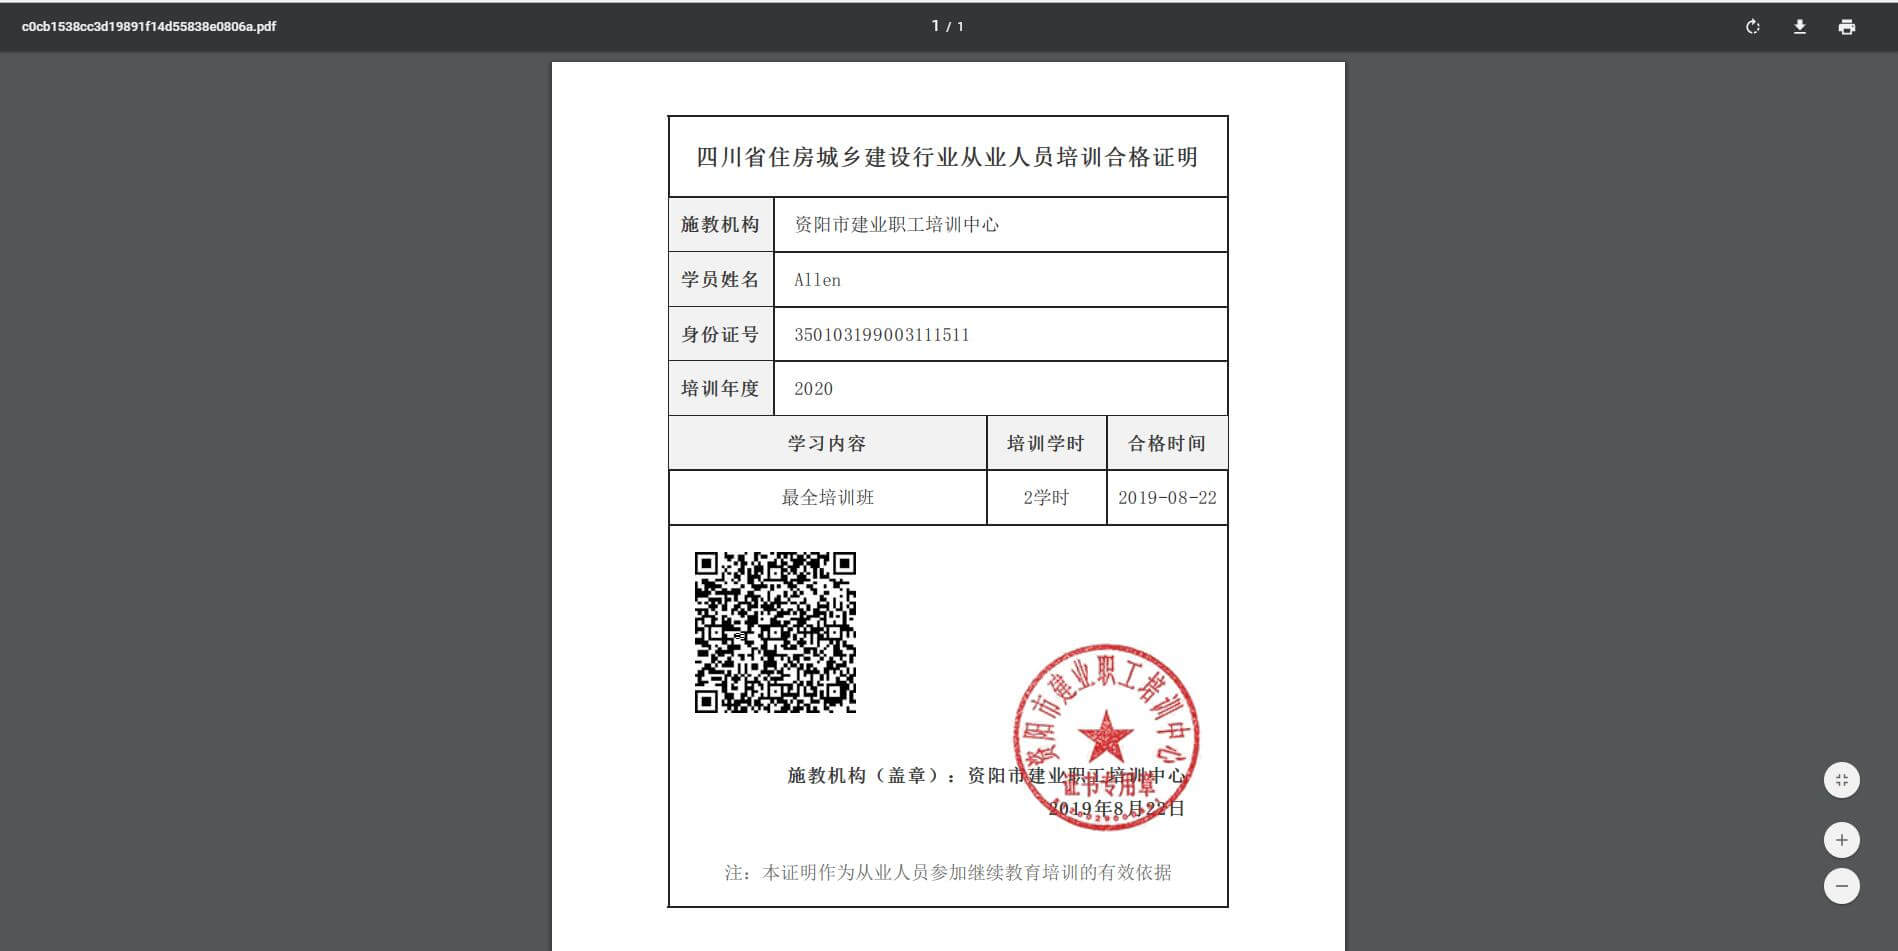 c0cb1538cc3d19891f14d55838e0806a.pdf
1 / 1
四川省住房城乡建设行业从业人员培训合格证明
施教机构 资阳市建业职工培训中心
学员姓名 Allen
身份证号 350103199003111511
培训年度 2020
学习内容 培训学时 合格时间
最全培训班 2学时 2019-08-22
资阳市建业职工培训中心
施教机构（盖章）：资阳市建业职工培训中心
证书专用章
2019年8月22日
注：本证明作为从业人员参加继续教育培训的有效依据